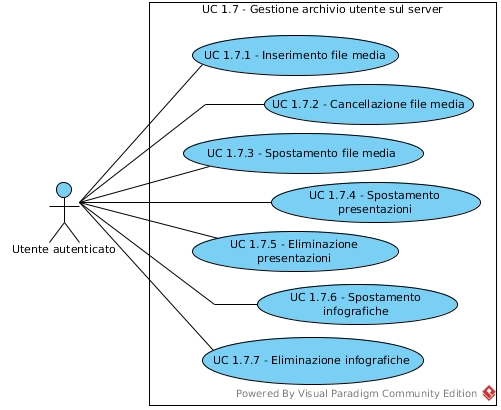 UC 1.7 - Gestione archivio utente sul server
UC 1.7.1 - Inserimento file media
UC 1.7.2 - Cancellazione file media
UC 1.7.3 - Spostamento file media
UC 1.7.4 - Spostamento
presentazioni
Utente autenticato
UC 1.7.5 - Eliminazione
presentazioni
UC 1.7.6 - Spostamento
infografiche
UC 1.7.7 - Eliminazione infografiche
Powered By Visual Paradigm Community Edition